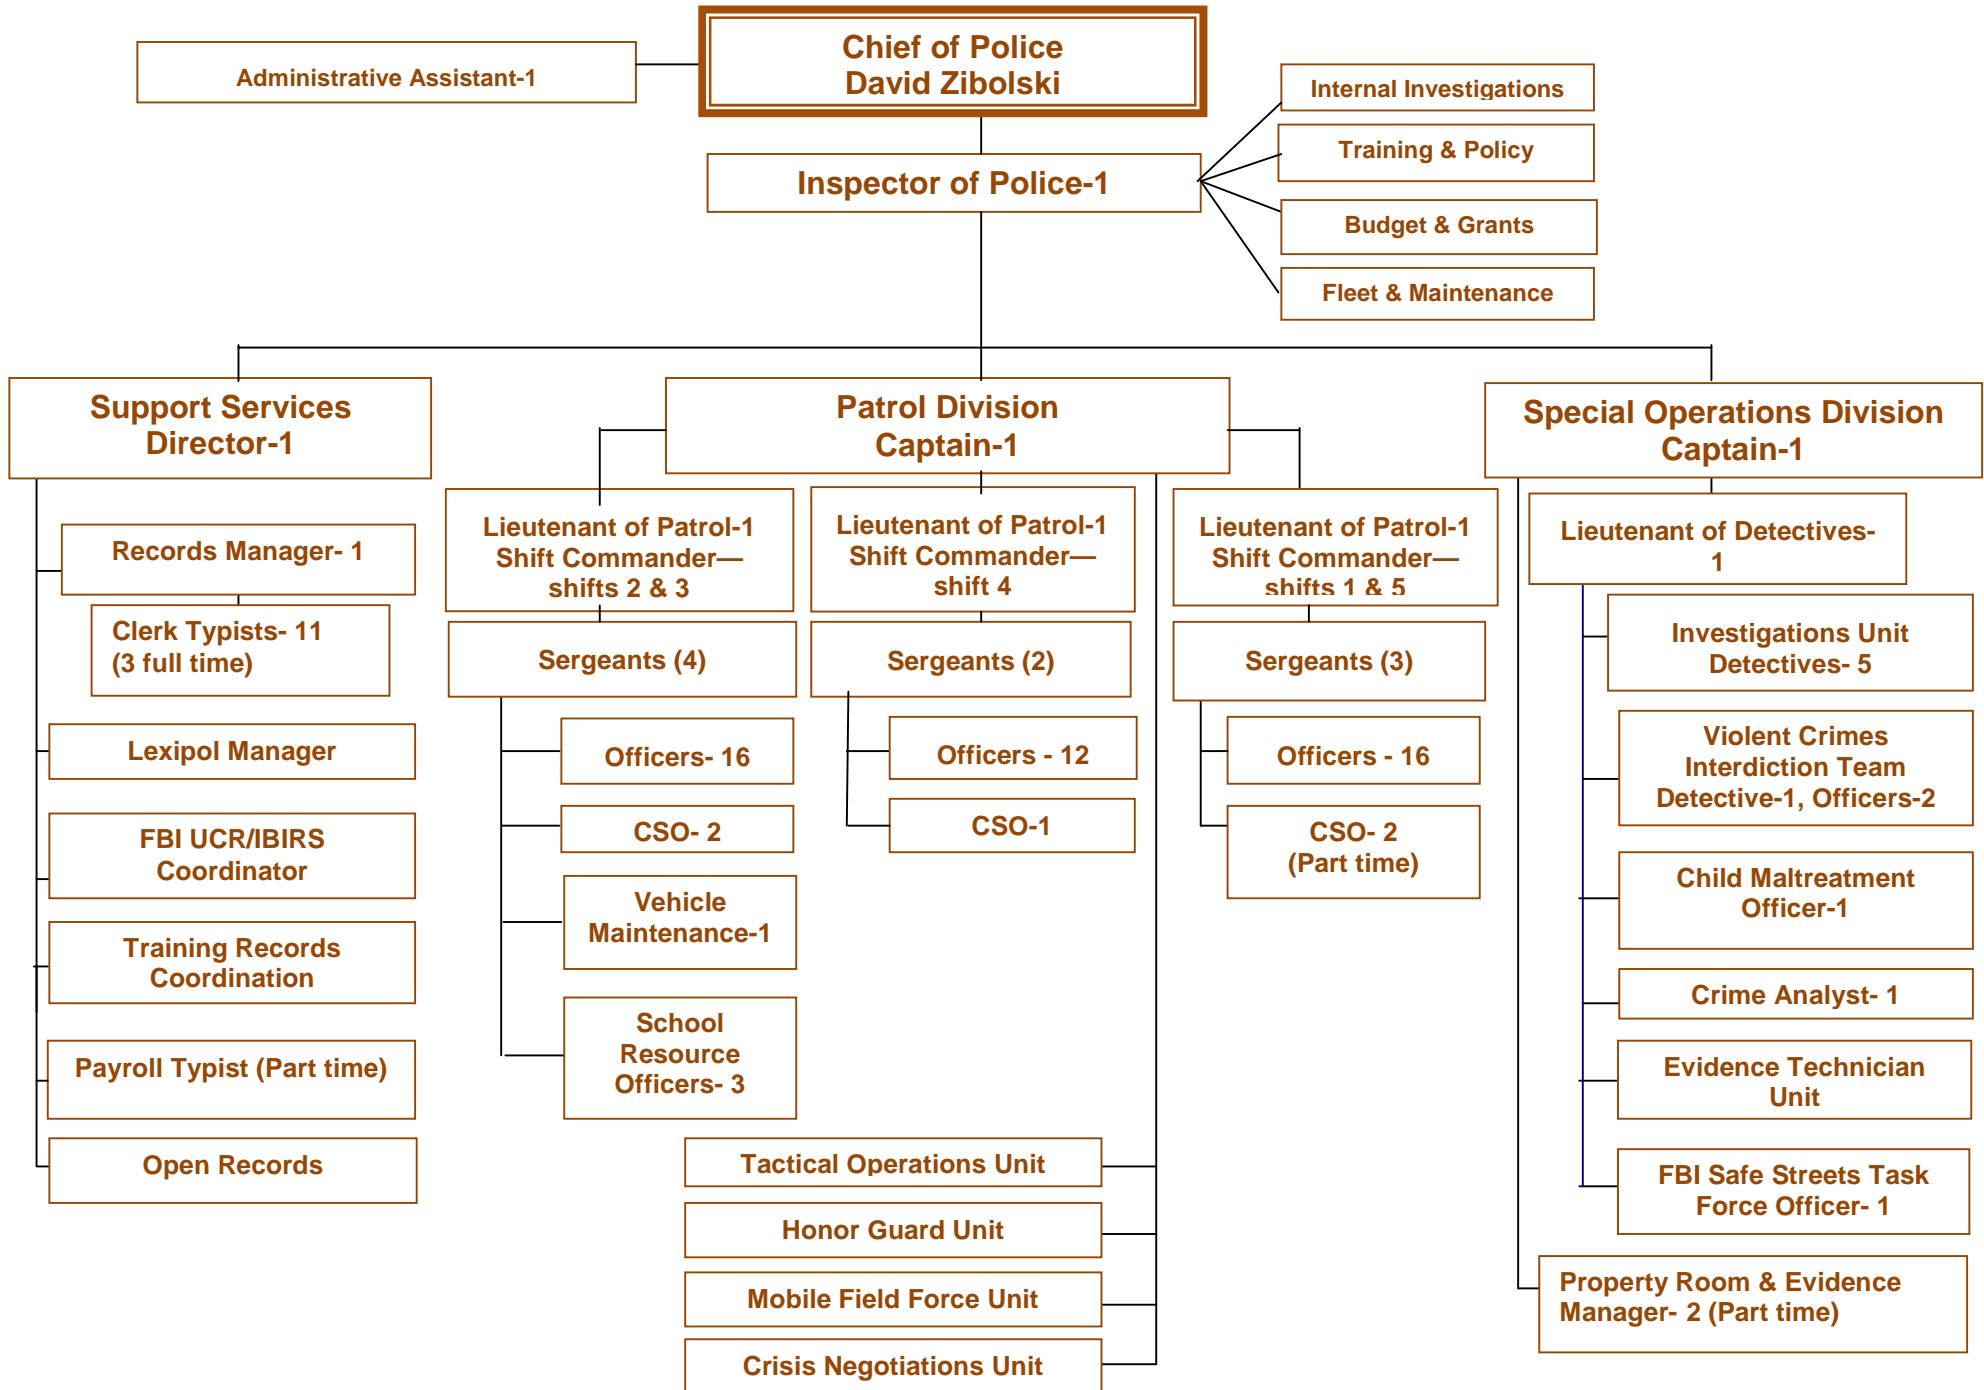 Chief of Police
David Zibolski
Administrative Assistant-1
Internal Investigations
Training & Policy
Inspector of Police-1
Budget & Grants
Fleet & Maintenance
Support Services
Director-1
Records Manager- 1
Clerk Typists- 11
(3 full time)
Lexipol Manager
FBI UCR/IBIRS
Coordinator
Training Records
Coordination
Payroll Typist (Part time)
Open Records
Patrol Division
Captain-1
Lieutenant of Patrol-1
Shift Commander—
shifts 2 & 3
Sergeants (4)
Officers- 16
CSO- 2
Vehicle
Maintenance-1
School
Resource
Officers- 3
Lieutenant of Patrol-1
Shift Commander—
shift 4
Sergeants (2)
Officers - 12
CSO-1
Lieutenant of Patrol-1
Shift Commander—
shifts 1 & 5
Sergeants (3)
Officers - 16
CSO- 2
(Part time)
Tactical Operations Unit
Honor Guard Unit
Mobile Field Force Unit
Crisis Negotiations Unit
Special Operations Division
Captain-1
Lieutenant of Detectives-
1
Investigations Unit
Detectives- 5
Violent Crimes
Interdiction Team
Detective-1, Officers-2
Child Maltreatment
Officer-1
Crime Analyst- 1
Evidence Technician
Unit
FBI Safe Streets Task
Force Officer- 1
Property Room & Evidence
Manager- 2 (Part time)